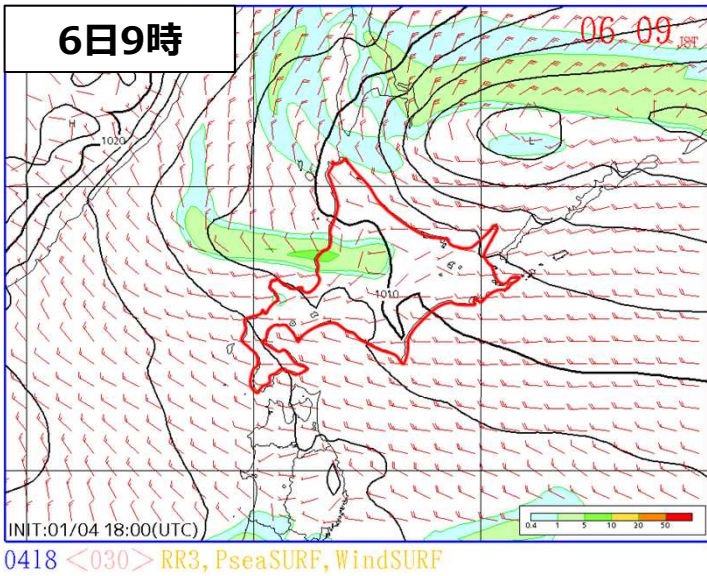 6日9時
06 09 JST
H
1020
L
1010
INIT:01/04 18:00(UTC)
0.4 1 5 10 20 50
0418 <030> RR3,PseaSURF,WindSURF